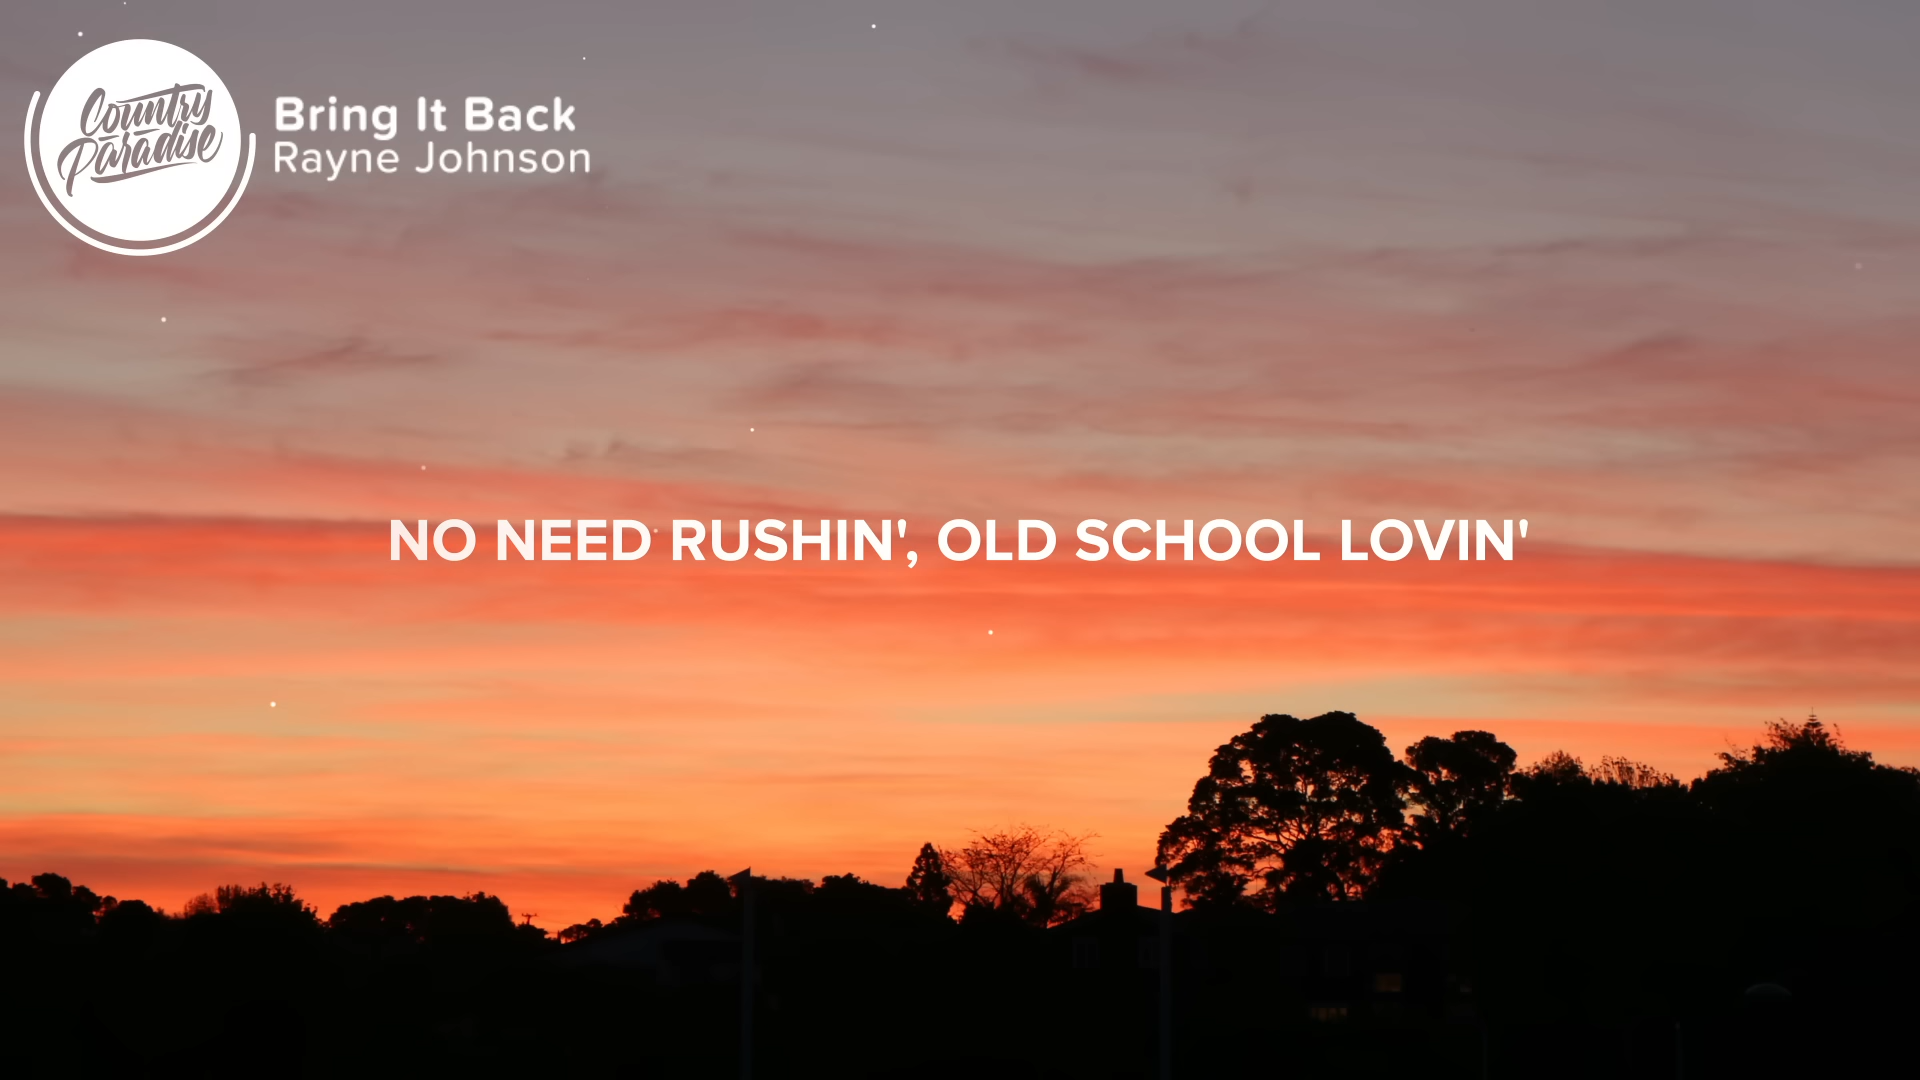 Country
Paradise
Bring It Back
Rayne Johnson
NO NEED RUSHIN', OLD SCHOOL LOVIN'